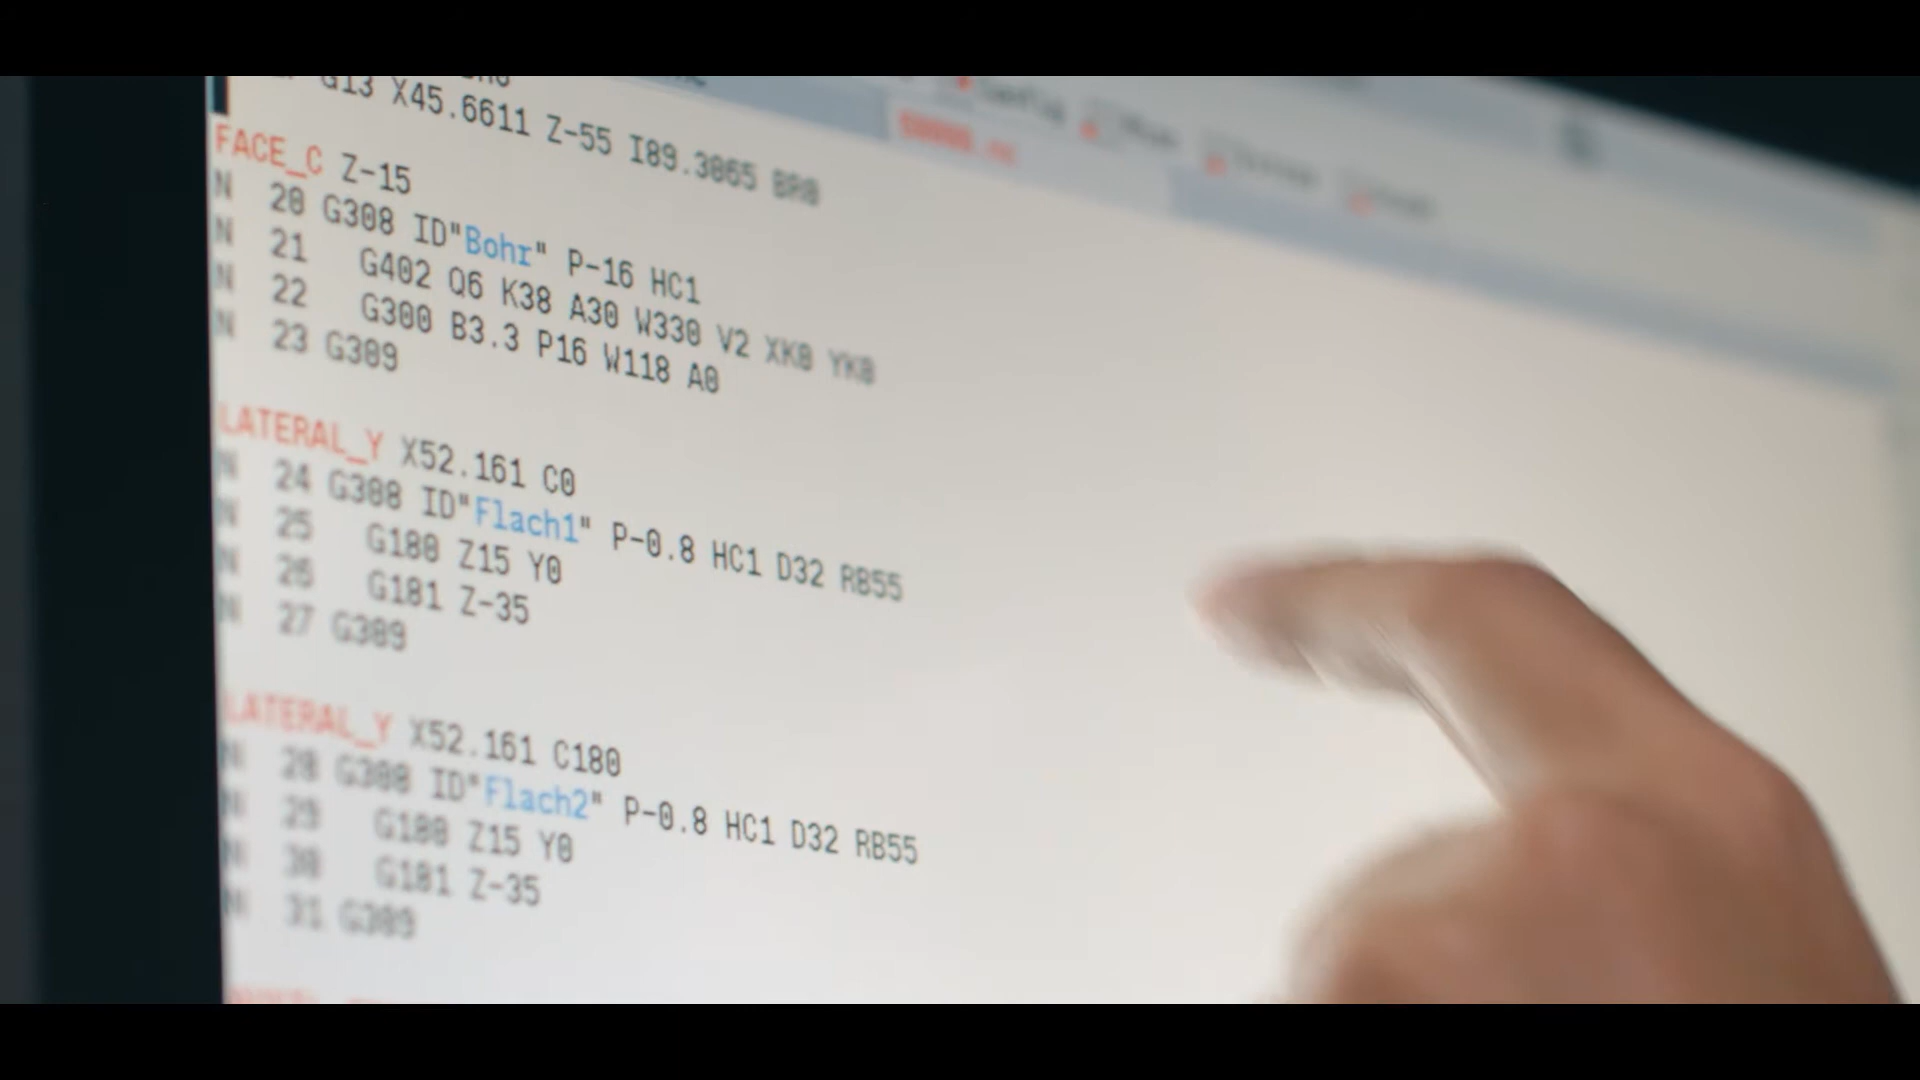 G13 X45.6611 Z-55 I89.3065 BR0
FACE_C Z-15
N 20 G308 ID"Bohr" P-16 HC1
N 21 G402 Q6 K38 A30 W330 V2 XK0 YK0
N 22 G300 B3.3 P16 W118 A0
N 23 G309
LATERAL_Y X52.161 C0
N 24 G308 ID"Flach1" P-0.8 HC1 D32 RB55
N 25 G180 Z15 Y0
N 26 G181 Z-35
N 27 G309
LATERAL_Y X52.161 C180
N 28 G308 ID"Flach2" P-0.8 HC1 D32 RB55
N 29 G180 Z15 Y0
N 30 G181 Z-35
N 31 G309
Config